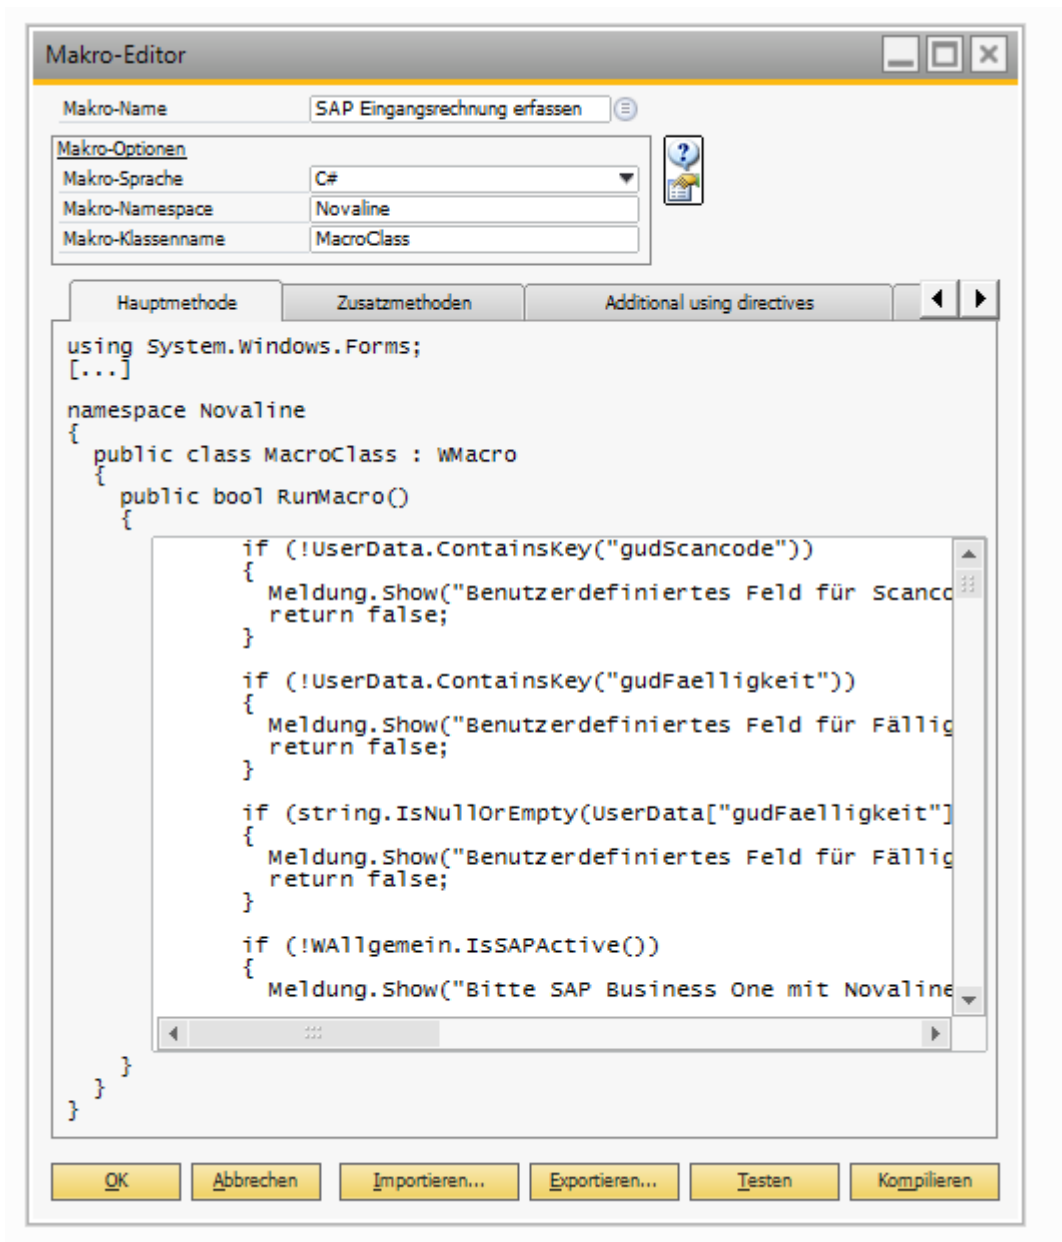 Makro-Editor
Makro-Name SAP Eingangsrechnung erfassen
Makro-Optionen
Makro-Sprache C#
Makro-Namespace Novaline
Makro-Klassenname MacroClass
Hauptmethode Zusatzmethoden Additional using directives
using System.Windows.Forms;
[...]
namespace Novaline
{
public class MacroClass : WMacro
{
public bool RunMacro()
{
if (!UserData.ContainsKey("gudScancode"))
{
Meldung.Show("Benutzerdefiniertes Feld für Scanco
return false;
}
if (!UserData.ContainsKey("gudFaelligkeit"))
{
Meldung.Show("Benutzerdefiniertes Feld für Fällig
return false;
}
if (string.IsNullOrEmpty(UserData["gudFaelligkeit"]
{
Meldung.Show("Benutzerdefiniertes Feld für Fällig
return false;
}
if (!WAllgemein.IsSAPActive())
{
Meldung.Show("Bitte SAP Business One mit Novaline
}
}
}
OK Abbrechen Importieren... Exportieren... Testen Kompilieren